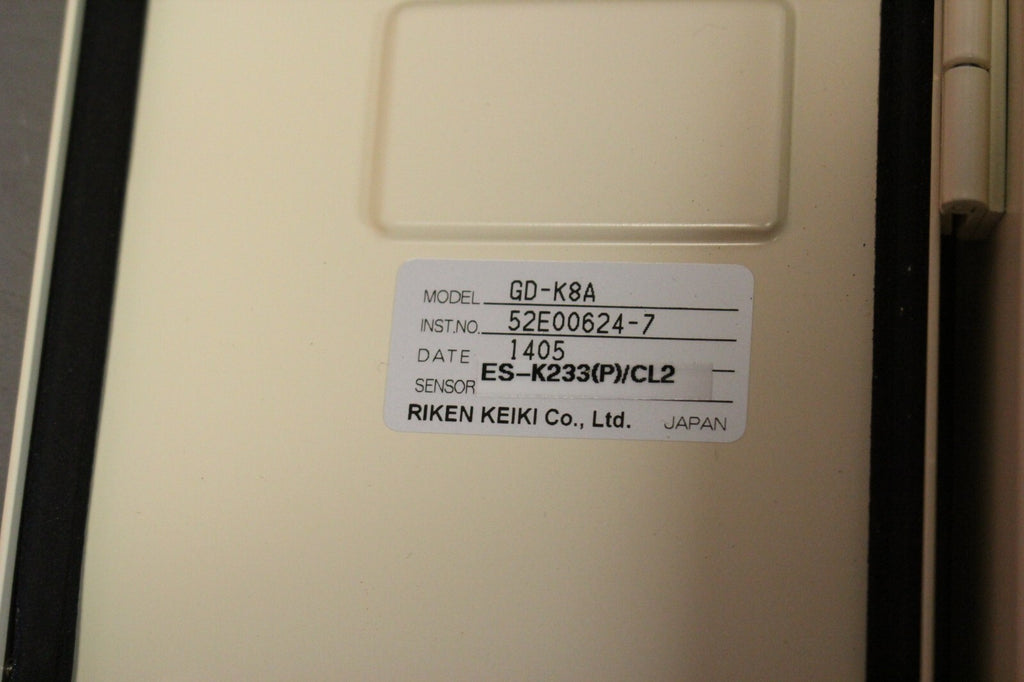 MODEL GD-K8A
INST.NO. 52E00624-7
DATE 1405
SENSOR ES-K233(P)/CL2
RIKEN KEIKI Co., Ltd. JAPAN